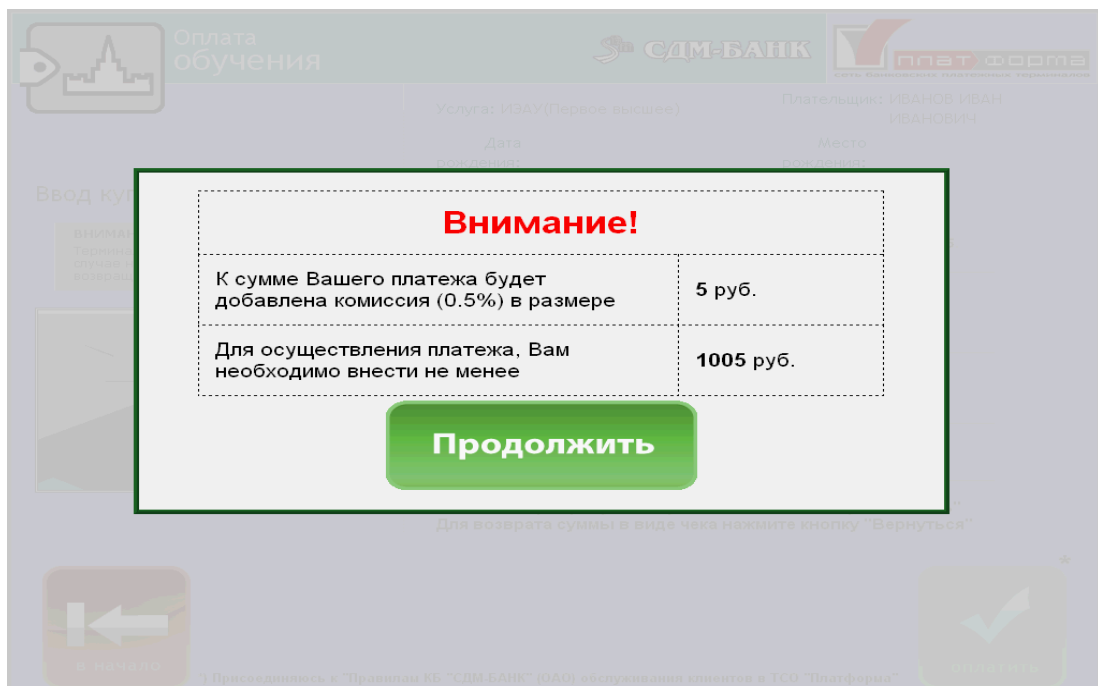 Оплата
обучения
СДМ-БАНК
платформа
сеть банковских платежных терминалов
Услуга: ИЭАУ(Первое высшее)
Плательщик: ИВАНОВ ИВАН
ИВАНОВИЧ
Дата
рождения:
Место
рождения:
Ввод
Внимание!
К сумме Вашего платежа будет
добавлена комиссия (0.5%) в размере
5 руб.
Для осуществления платежа, Вам
необходимо внести не менее
1005 руб.
Продолжить
Для возврата суммы в виде чека нажмите кнопку "Вернуться"
*
в начало
оплатить
*) Присоединяюсь к "Правилам КБ "СДМ-БАНК" (ОАО) обслуживания клиентов в ТСО "Платформа"